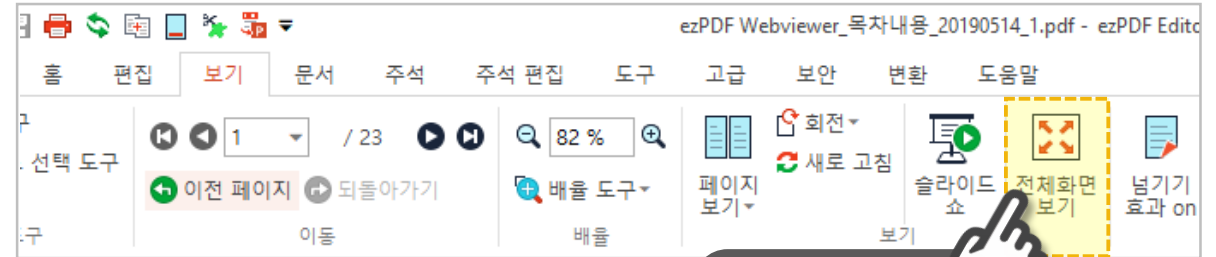 ezPDF Webviewer_목차내용_20190514_1.pdf - ezPDF Edito
홈 편집 보기 문서 주석 주석 편집 도구 고급 보안 변환 도움말
1 / 23 82 % 회전
선택 도구 새로 고침
이전 페이지 되돌아가기 배율 도구 페이지 보기 슬라이드 쇼 전체화면 보기 넘기기 효과 on
이동 배율 보기